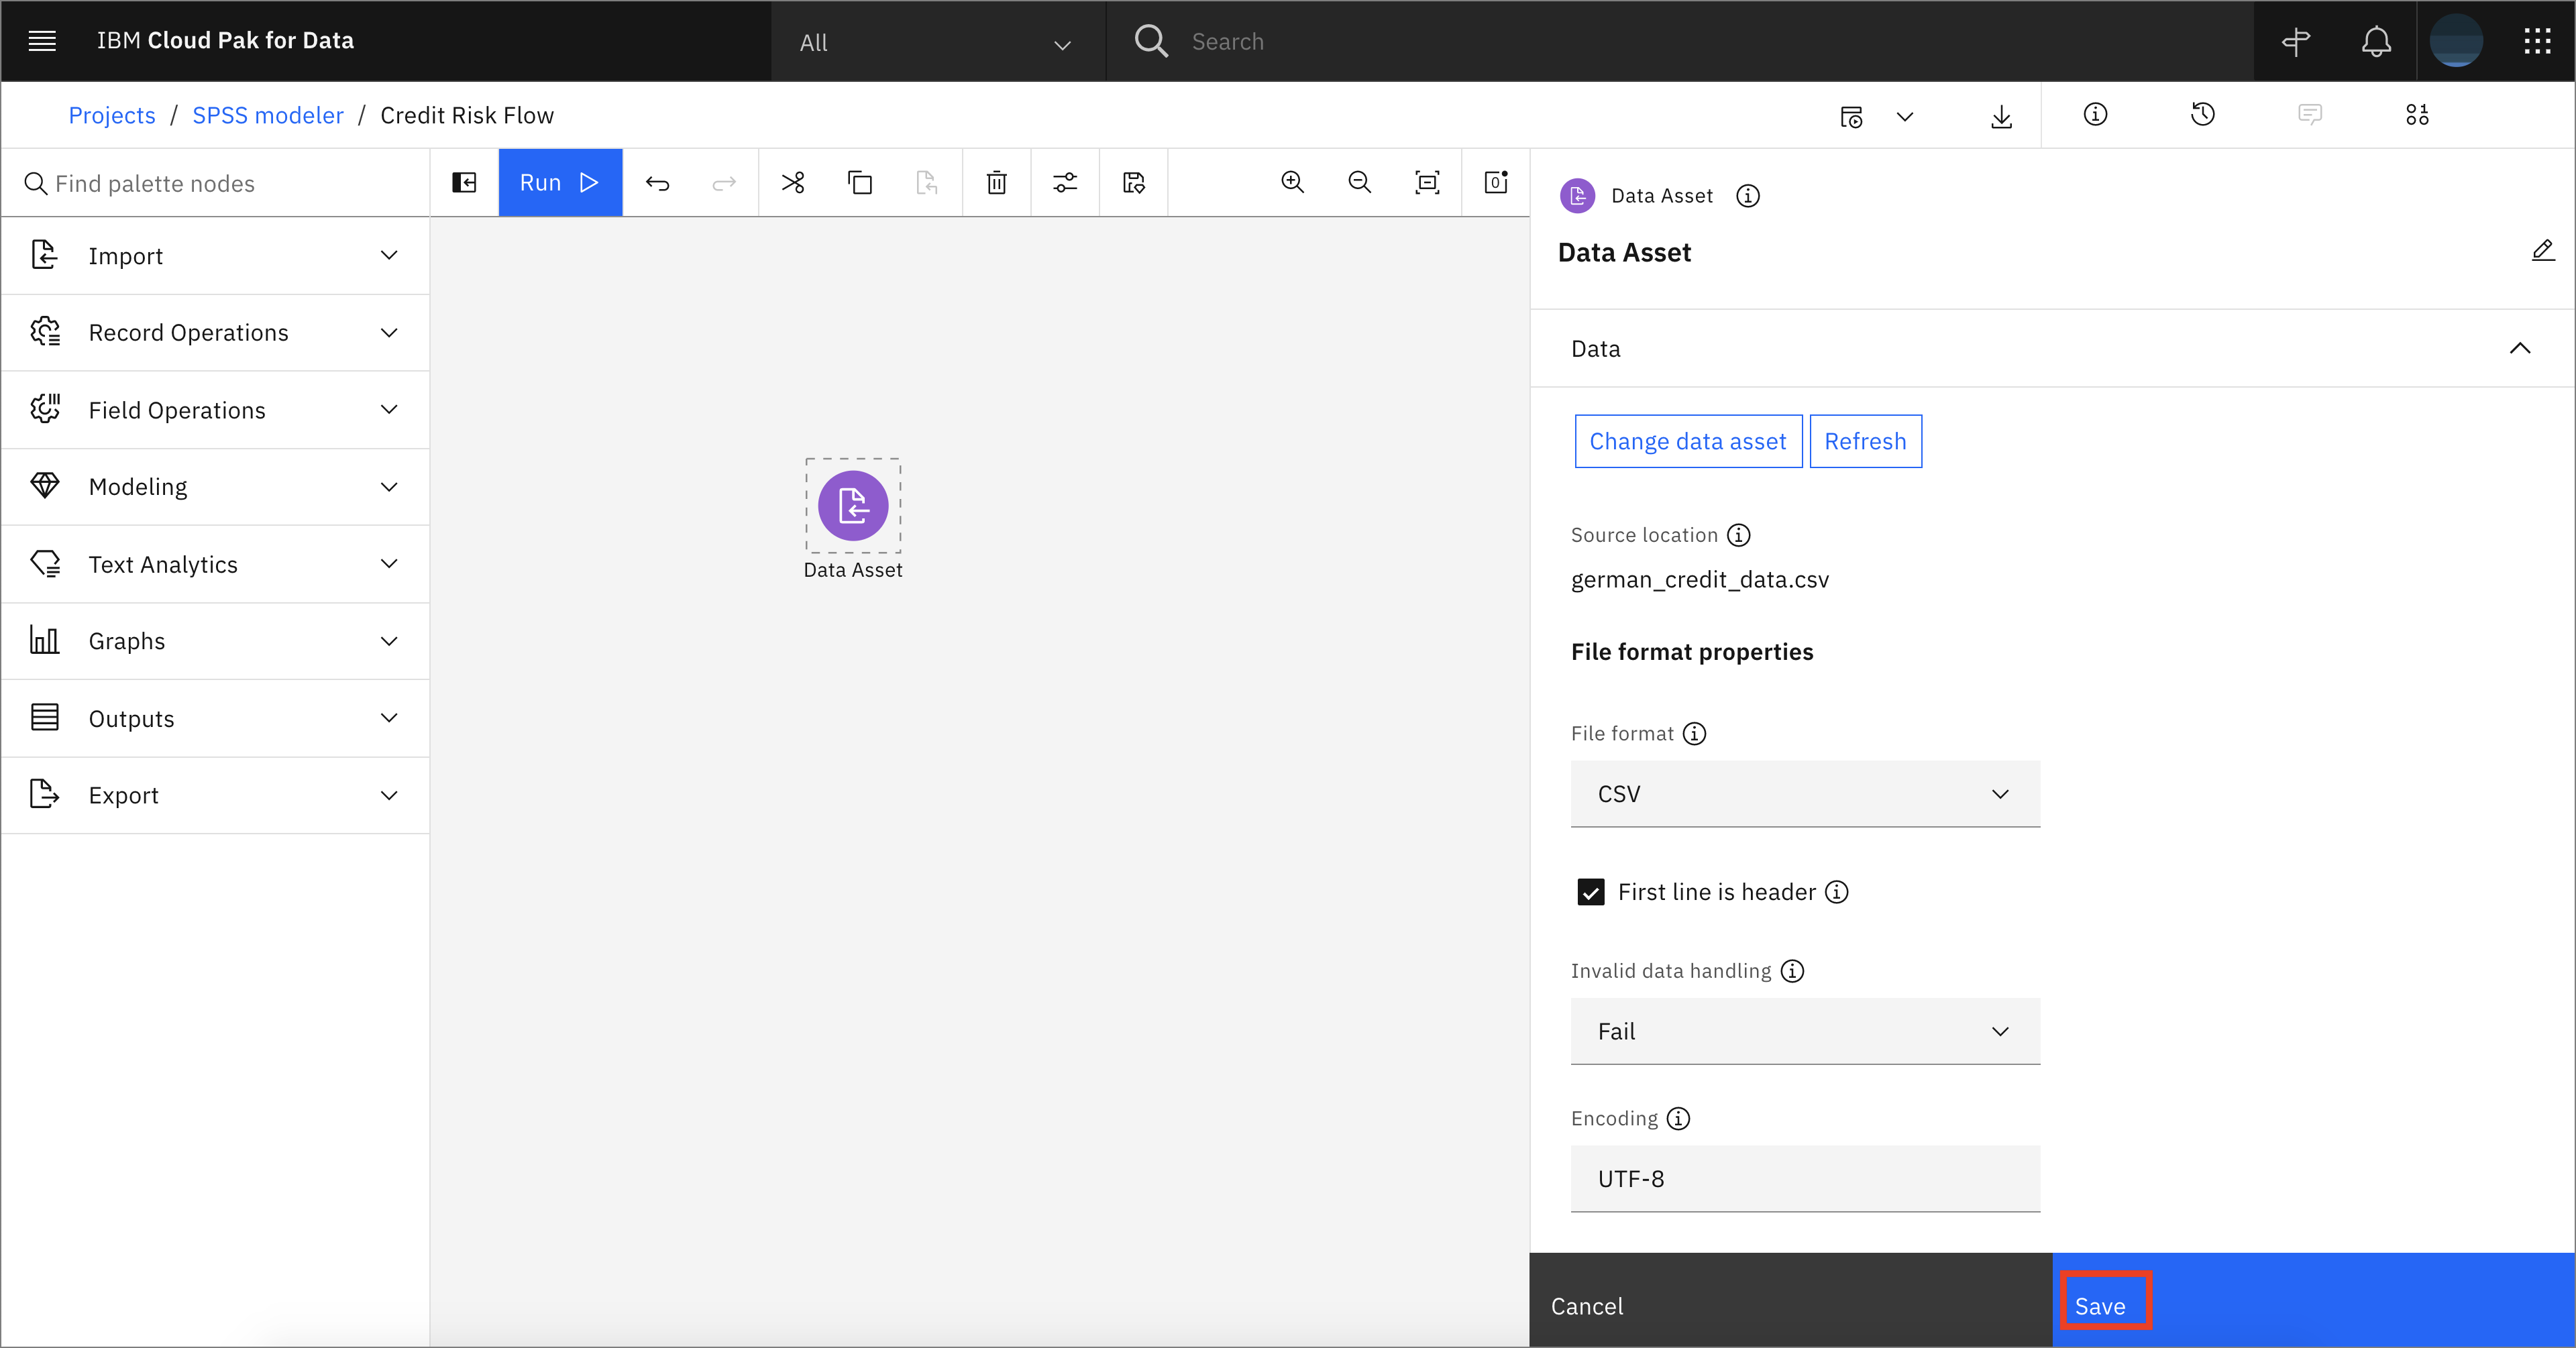 IBM Cloud Pak for Data
All
Search
Projects / SPSS modeler / Credit Risk Flow
Find palette nodes
Run
Import
Record Operations
Field Operations
Modeling
Text Analytics
Graphs
Outputs
Export
Data Asset
Data Asset
Data Asset
Data
Change data asset
Refresh
Source location
german_credit_data.csv
File format properties
File format
CSV
First line is header
Invalid data handling
Fail
Encoding
UTF-8
Cancel
Save